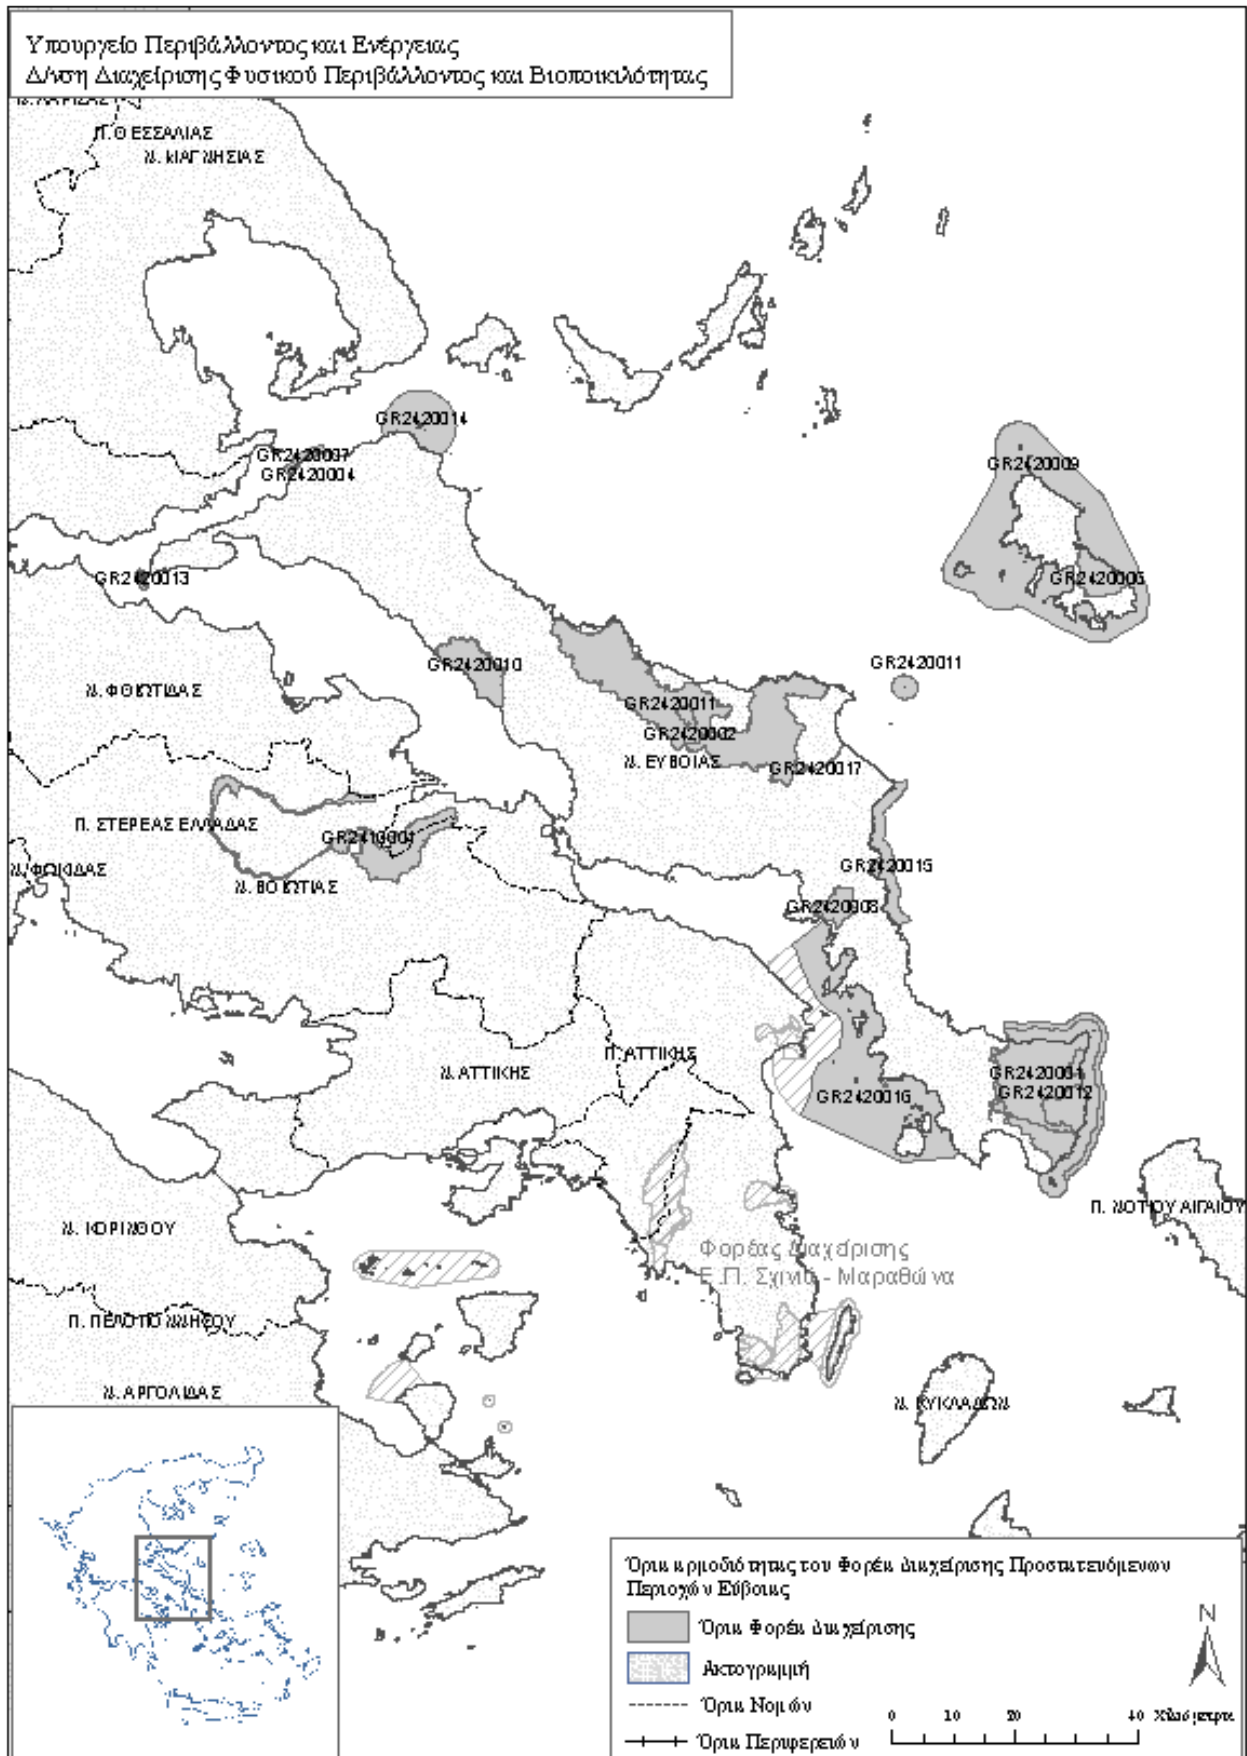 Υπουργείο Περιβάλλοντος και Ενέργειας
Δ/νση Διαχείρισης Φυσικού Περιβάλλοντος και Βιοποικιλότητας
Ν. ΛΑΡΙΣΑΣ
Π. ΘΕΣΣΑΛΙΑΣ
Ν. ΜΑΓΝΗΣΙΑΣ
GR2420014
GR2420007
GR2420004
GR2420009
GR2420013
GR2420006
GR2420010
GR2420011
Ν. ΦΘΙΩΤΙΔΑΣ
GR2420011
GR2420002
Ν. ΕΥΒΟΙΑΣ
GR2420017
Π. ΣΤΕΡΕΑΣ ΕΛΛΑΔΑΣ
GR2410001
Ν. ΦΩΚΙΔΑΣ
GR2420015
Ν. ΒΟΙΩΤΙΑΣ
GR2420008
Π. ΑΤΤΙΚΗΣ
Ν. ΑΤΤΙΚΗΣ
GR2420001
GR2420012
GR2420016
Π. ΝΟΤΙΟΥ ΑΙΓΑΙΟΥ
Ν. ΚΟΡΙΝΘΟΥ
Φορέας Διαχείρισης
Ε.Π. Σχινιά - Μαραθώνα
Π. ΠΕΛΟΠΟΝΝΗΣΟΥ
Ν. ΑΡΓΟΛΙΔΑΣ
Ν. ΚΥΚΛΑΔΩΝ
Όρια αρμοδιότητας του Φορέα Διαχείρισης Προστατευόμενων
Περιοχών Εύβοιας
Όρια Φορέα Διαχείρισης
Ακτογραμμή
Όρια Νομών
Όρια Περιφερειών
N
0 10 20 40 Χιλιόμετρα